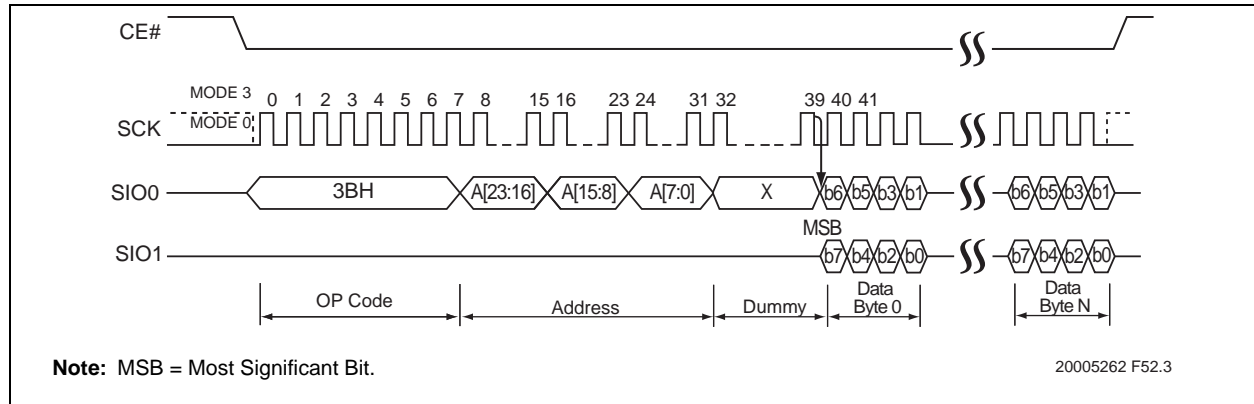 CE#
MODE 3
0 1 2 3 4 5 6 7 8 15 16 23 24 31 32 39 40 41
SCK
MODE 0
SIO0
3BH
A[23:16]
A[15:8]
A[7:0]
X
b6 b5 b3 b1
b6 b5 b3 b1
MSB
SIO1
b7 b4 b2 b0
b7 b4 b2 b0
OP Code
Address
Dummy
Data
Byte 0
Data
Byte N
Note: MSB = Most Significant Bit.
20005262 F52.3